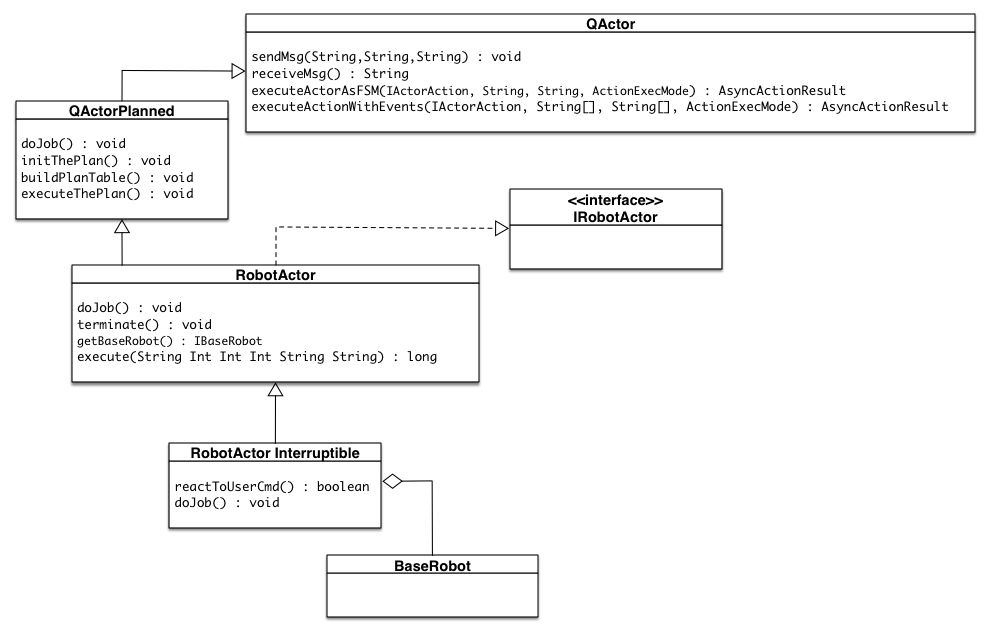 QActor
sendMsg(String,String,String) : void
receiveMsg() : String
executeActorAsFSM(IActorAction, String, String, ActionExecMode) : AsyncActionResult
executeActionWithEvents(IActorAction, String[], String[], ActionExecMode) : AsyncActionResult
QActorPlanned
doJob() : void
initThePlan() : void
buildPlanTable() : void
executeThePlan() : void
<<interface>>
IRobotActor
RobotActor
doJob() : void
terminate() : void
getBaseRobot() : IBaseRobot
execute(String Int Int Int String String) : long
RobotActor Interruptible
reactToUserCmd() : boolean
doJob() : void
BaseRobot